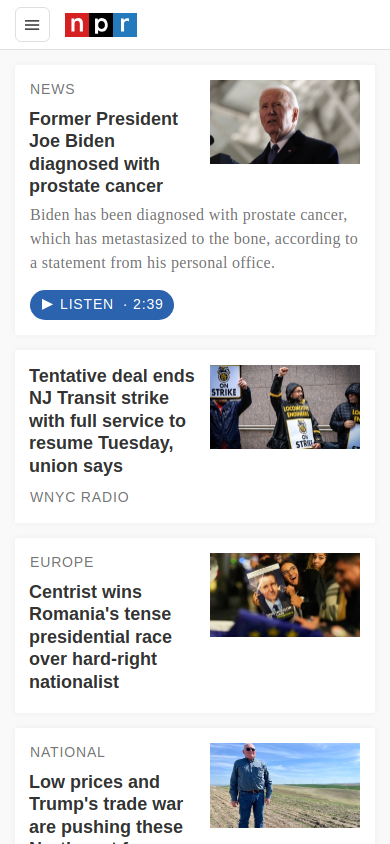 npr
NEWS
Former President
Joe Biden
diagnosed with
prostate cancer
Biden has been diagnosed with prostate cancer,
which has metastasized to the bone, according to
a statement from his personal office.
LISTEN · 2:39
Tentative deal ends
NJ Transit strike
with full service to
resume Tuesday,
union says
WNYC RADIO
ON
STRIKE
LOCOMOTIVE
ENGINEERS
ON
STRIKE
EUROPE
Centrist wins
Romania's tense
presidential race
over hard-right
nationalist
NATIONAL
Low prices and
Trump's trade war
are pushing these